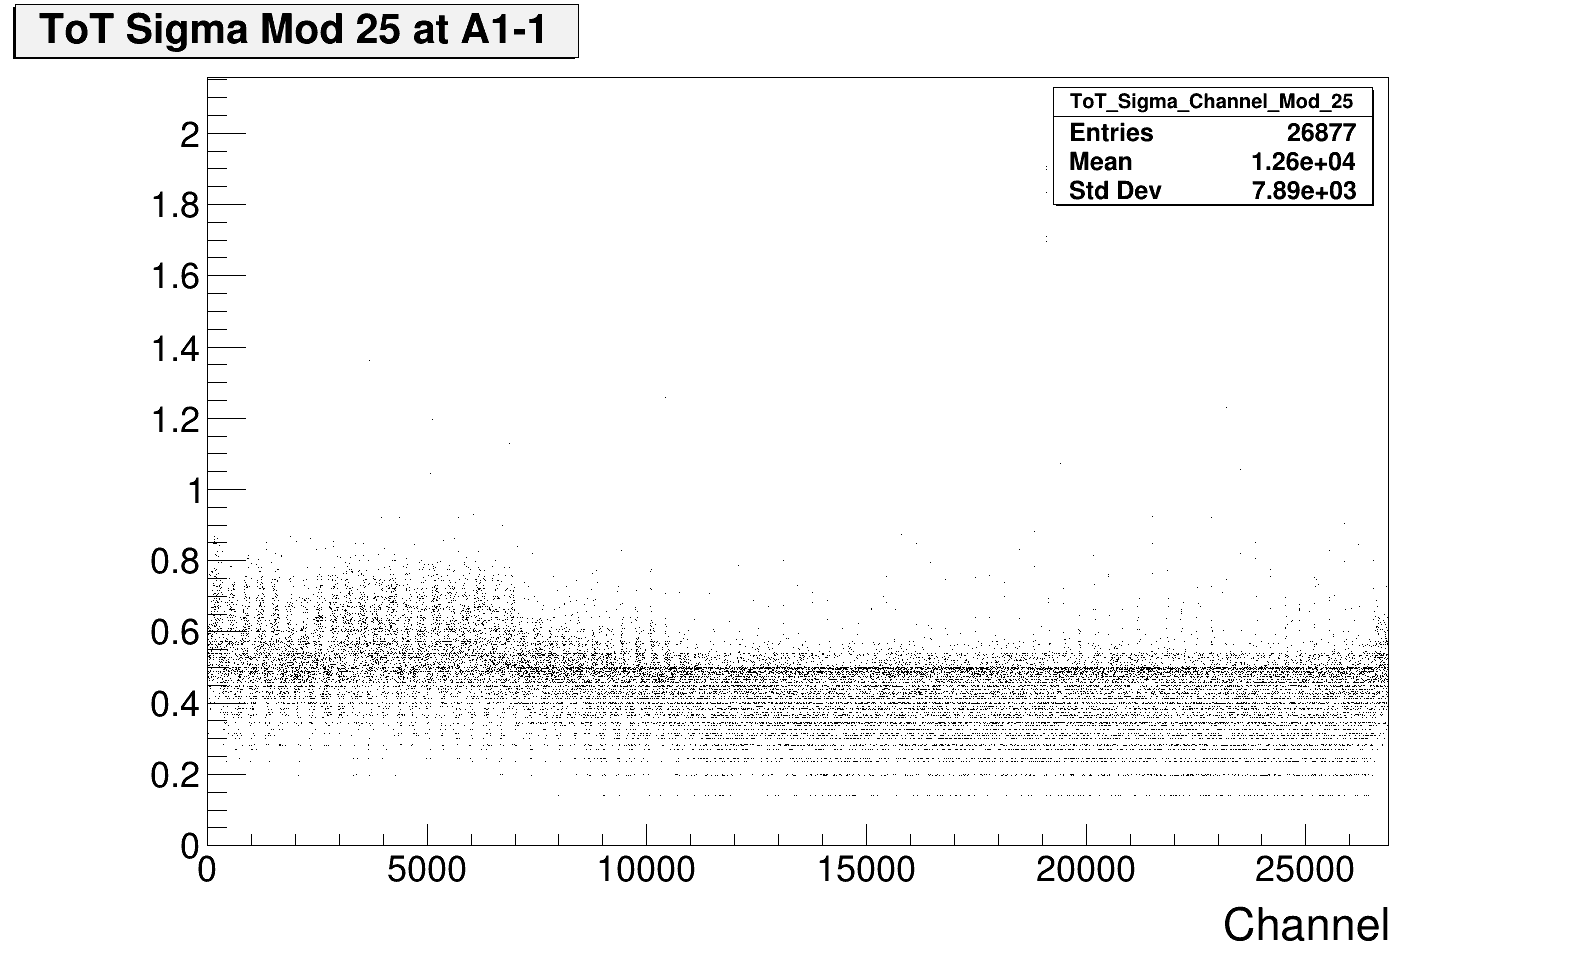 ToT Sigma Mod 25 at A1-1
ToT_Sigma_Channel_Mod_25
Entries 26877
Mean 1.26e+04
Std Dev 7.89e+03
2
1.8
1.6
1.4
1.2
1
0.8
0.6
0.4
0.2
0
0 5000 10000 15000 20000 25000
Channel